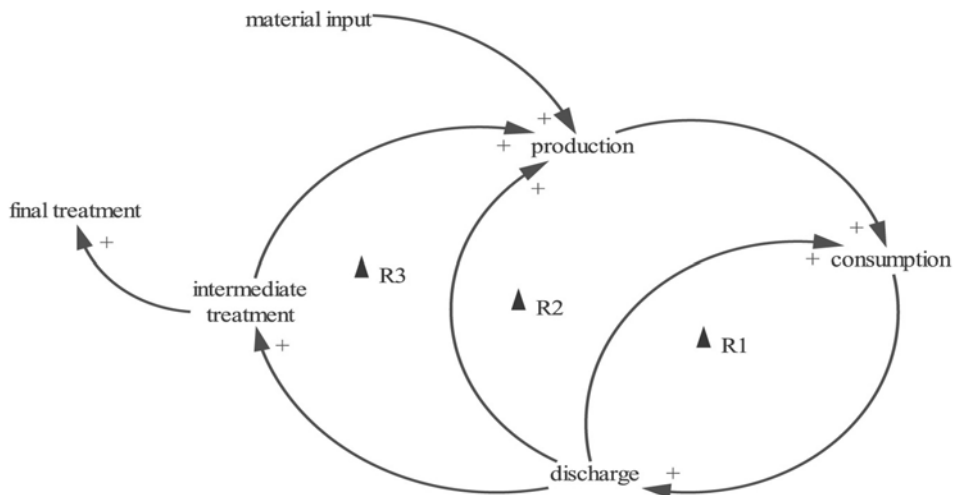 material input
+
+
production
+
final treatment
+
+
+
consumption
intermediate
treatment
R3
R2
R1
+
discharge
+